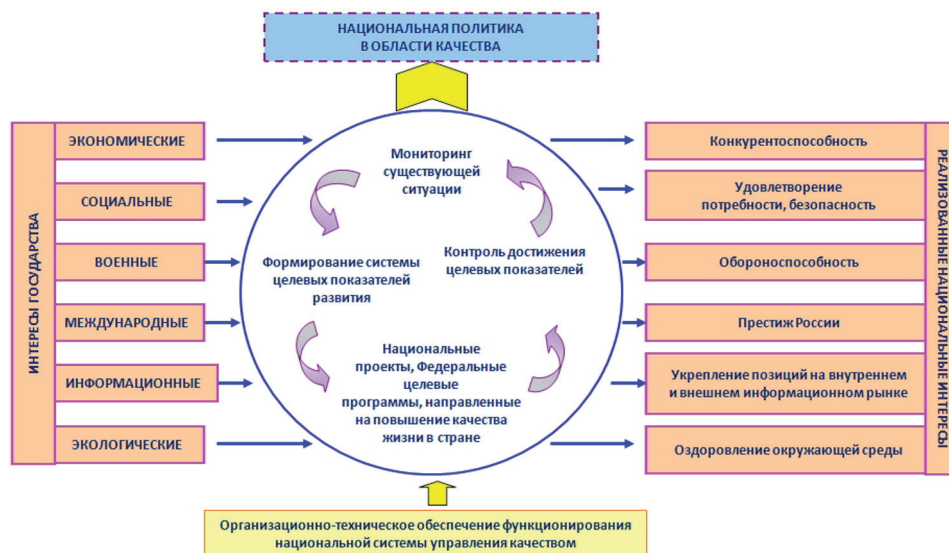 НАЦИОНАЛЬНАЯ ПОЛИТИКА
В ОБЛАСТИ КАЧЕСТВА
ИНТЕРЕСЫ ГОСУДАРСТВА
ЭКОНОМИЧЕСКИЕ
СОЦИАЛЬНЫЕ
ВОЕННЫЕ
МЕЖДУНАРОДНЫЕ
ИНФОРМАЦИОННЫЕ
ЭКОЛОГИЧЕСКИЕ
Мониторинг
существующей
ситуации
Формирование системы
целевых показателей
развития
Контроль достижения
целевых показателей
Национальные
проекты, Федеральные
целевые
программы, направленные
на повышение качества
жизни в стране
Конкурентоспособность
Удовлетворение
потребности, безопасность
Обороноспособность
Престиж России
Укрепление позиций на внутреннем
и внешнем информационном рынке
Оздоровление окружающей среды
РЕАЛИЗОВАННЫЕ НАЦИОНАЛЬНЫЕ ИНТЕРЕСЫ
Организационно-техническое обеспечение функционирования
национальной системы управления качеством